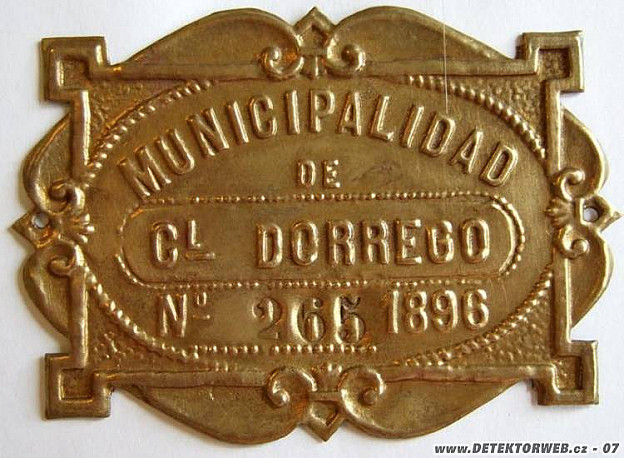 MUNICIPALIDAD
DE
CL DORREGO
Nº 265 1896
www.DETEKTORWEB.cz - 07